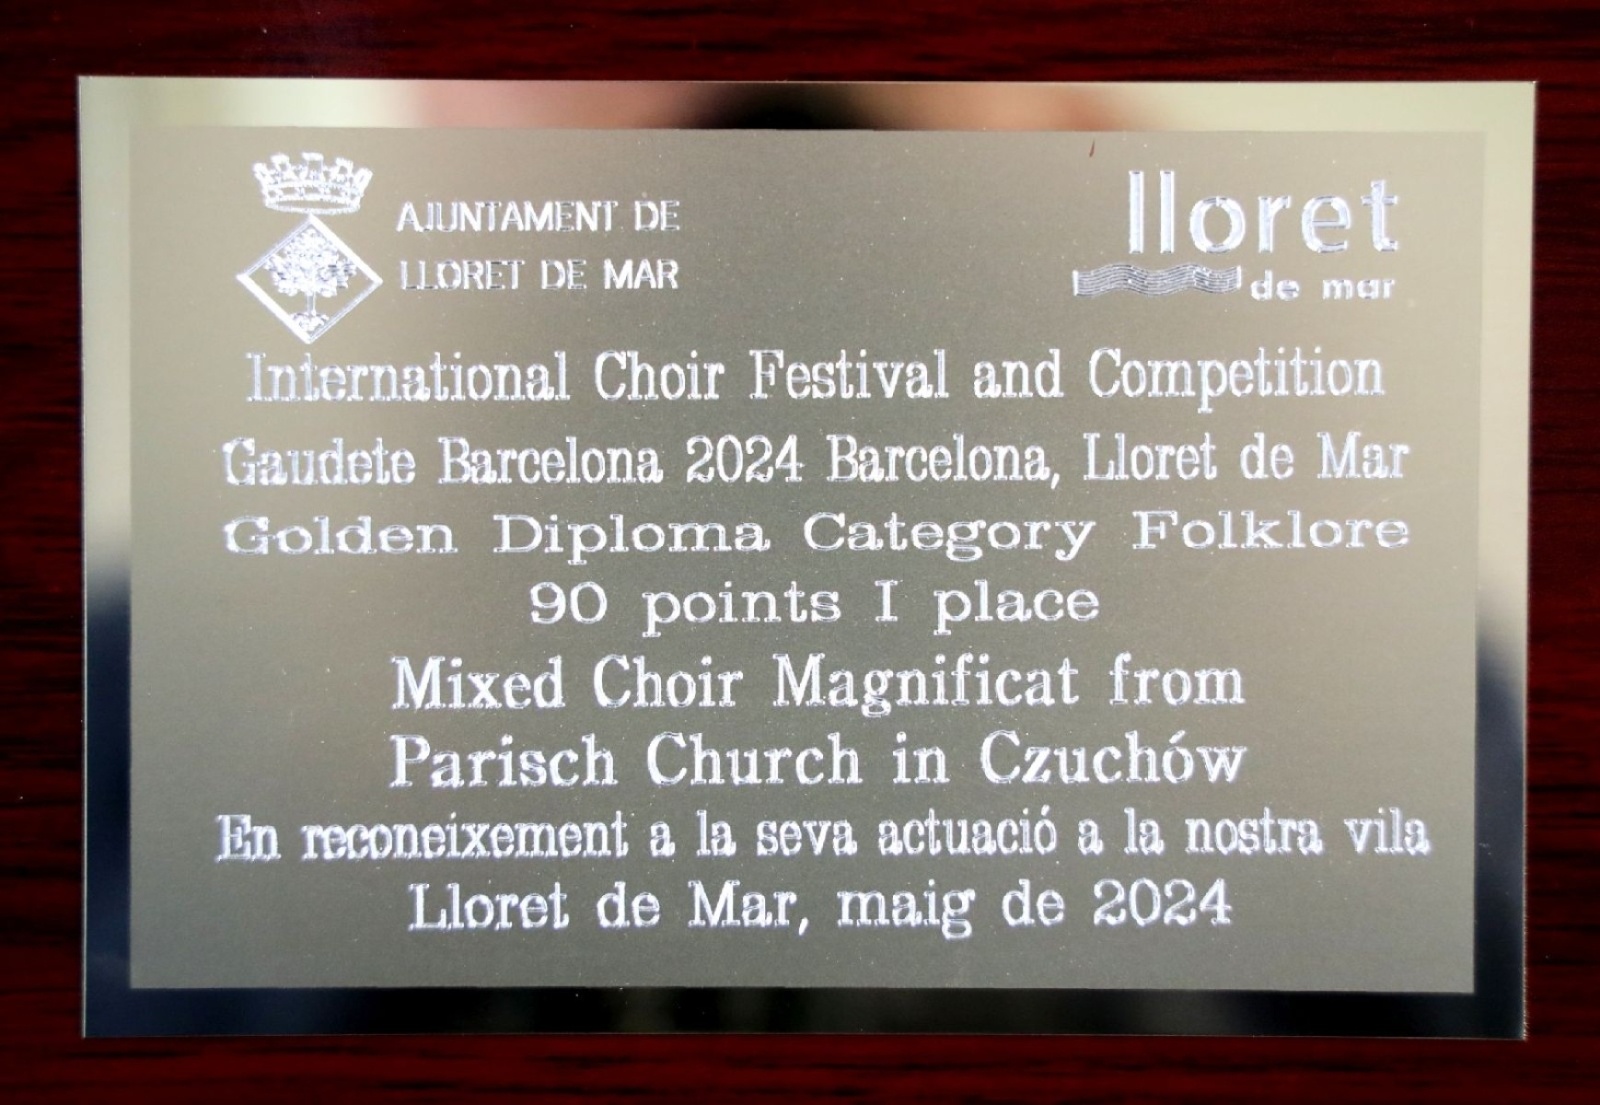 AJUNTAMENT DE
LLORET DE MAR
lloret
de mar
International Choir Festival and Competition
Gaudete Barcelona 2024 Barcelona, Lloret de Mar
Golden Diploma Category Folklore
90 points I place
Mixed Choir Magnificat from
Parisch Church in Czuchów
En reconeixement a la seva actuació a la nostra vila
Lloret de Mar, maig de 2024